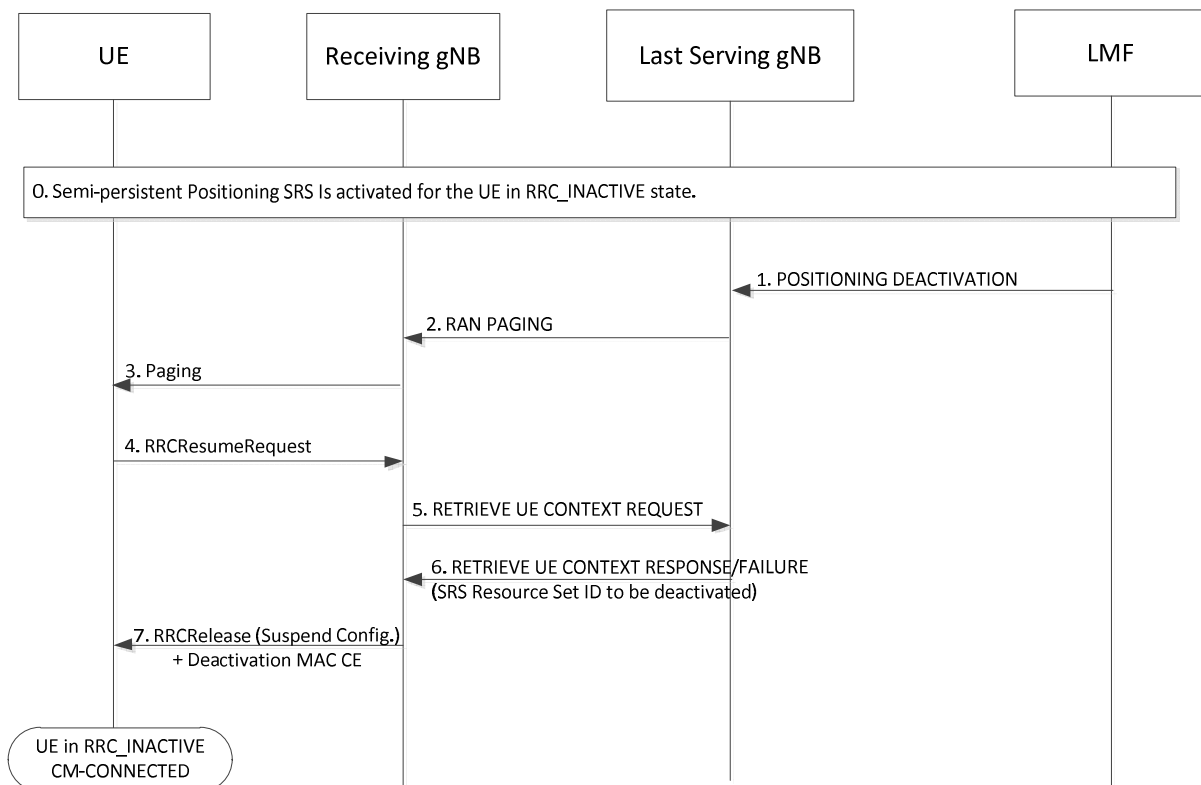 UE
Receiving gNB
Last Serving gNB
LMF
0. Semi-persistent Positioning SRS Is activated for the UE in RRC_INACTIVE state.
1. POSITIONING DEACTIVATION
2. RAN PAGING
3. Paging
4. RRCResumeRequest
5. RETRIEVE UE CONTEXT REQUEST
6. RETRIEVE UE CONTEXT RESPONSE/FAILURE
(SRS Resource Set ID to be deactivated)
7. RRCRelease (Suspend Config.)
+ Deactivation MAC CE
UE in RRC_INACTIVE
CM-CONNECTED